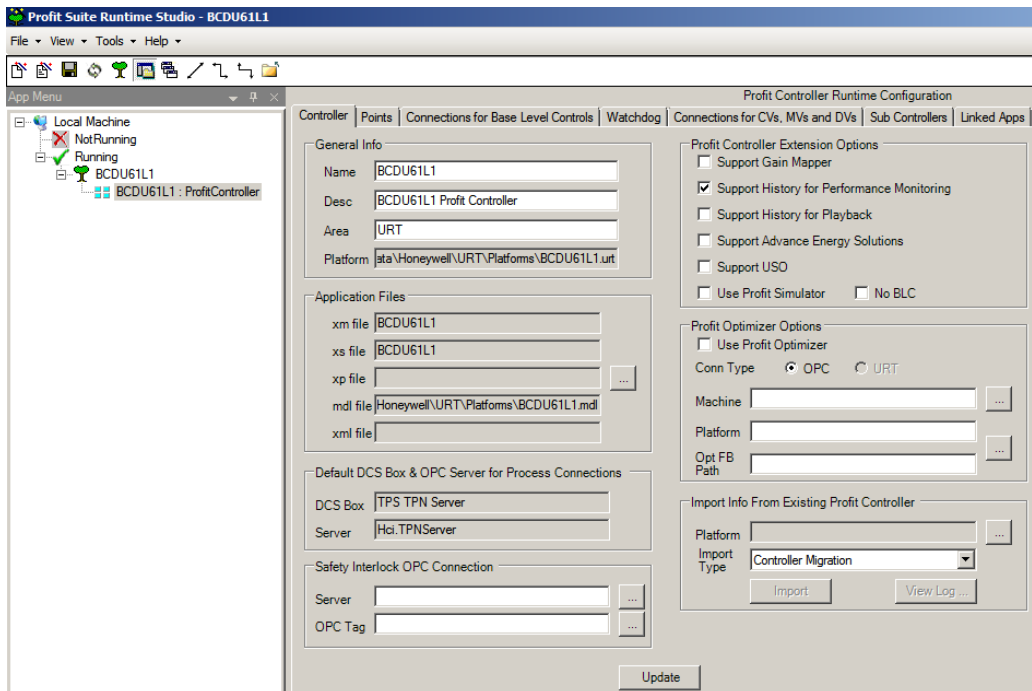 Profit Suite Runtime Studio - BCDU61L1
File View Tools Help
App Menu
Local Machine
NotRunning
Running
BCDU61L1
BCDU61L1 : ProfitController
Profit Controller Runtime Configuration
Controller Points Connections for Base Level Controls Watchdog Connections for CVs, MVs and DVs Sub Controllers Linked Apps
General Info
Name BCDU61L1
Desc BCDU61L1 Profit Controller
Area URT
Platform ata\Honeywell\URT\Platforms\BCDU61L1.urt
Application Files
xm file BCDU61L1
xs file BCDU61L1
xp file ...
mdl file Honeywell\URT\Platforms\BCDU61L1.mdl
xml file
Default DCS Box & OPC Server for Process Connections
DCS Box TPS TPN Server
Server Hci.TPNServer
Safety Interlock OPC Connection
Server ...
OPC Tag ...
Profit Controller Extension Options
Support Gain Mapper
Support History for Performance Monitoring
Support History for Playback
Support Advance Energy Solutions
Support USO
Use Profit Simulator No BLC
Profit Optimizer Options
Use Profit Optimizer
Conn Type OPC URT
Machine ...
Platform
...
Opt FB
Path
Import Info From Existing Profit Controller
Platform ...
Import
Type Controller Migration
Import View Log ...
Update